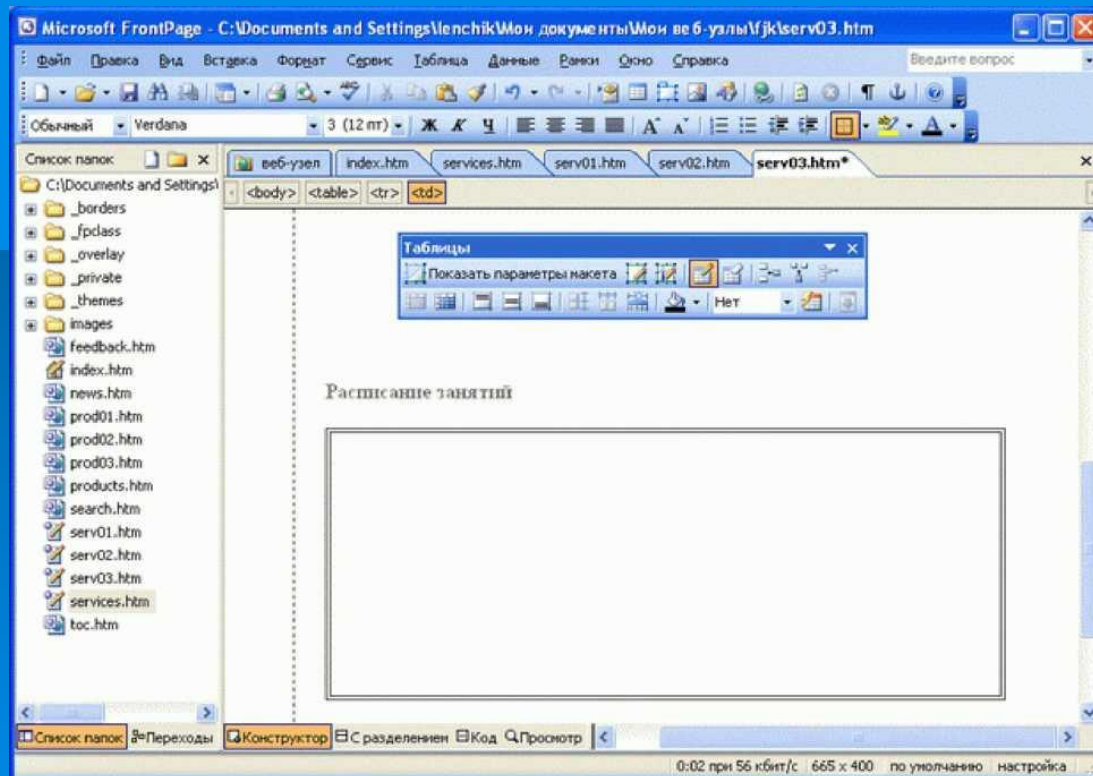 Microsoft FrontPage - C:\Documents and Settings\lenchik\Мои документы\Мои веб-узлы\fjk\serv03.htm
Файл Правка Вид Вставка Формат Сервис Таблица Данные Рамки Окно Справка Введите вопрос
Обычный Verdana 3 (12 пт) Ж К Ч
Список папок веб-узел index.htm services.htm serv01.htm serv02.htm serv03.htm*
C:\Documents and Settings\
<body> <table> <tr> <td>
_borders
_fpclass
_overlay
_private
_themes
images
feedback.htm
index.htm
news.htm
prod01.htm
prod02.htm
prod03.htm
products.htm
search.htm
serv01.htm
serv02.htm
serv03.htm
services.htm
toc.htm
Таблицы
Показать параметры макета
Нет
Расписание занятий
Список папок Переходы Конструктор С разделением Код Просмотр
0:02 при 56 кбит/с 665 x 400 по умолчанию настройка